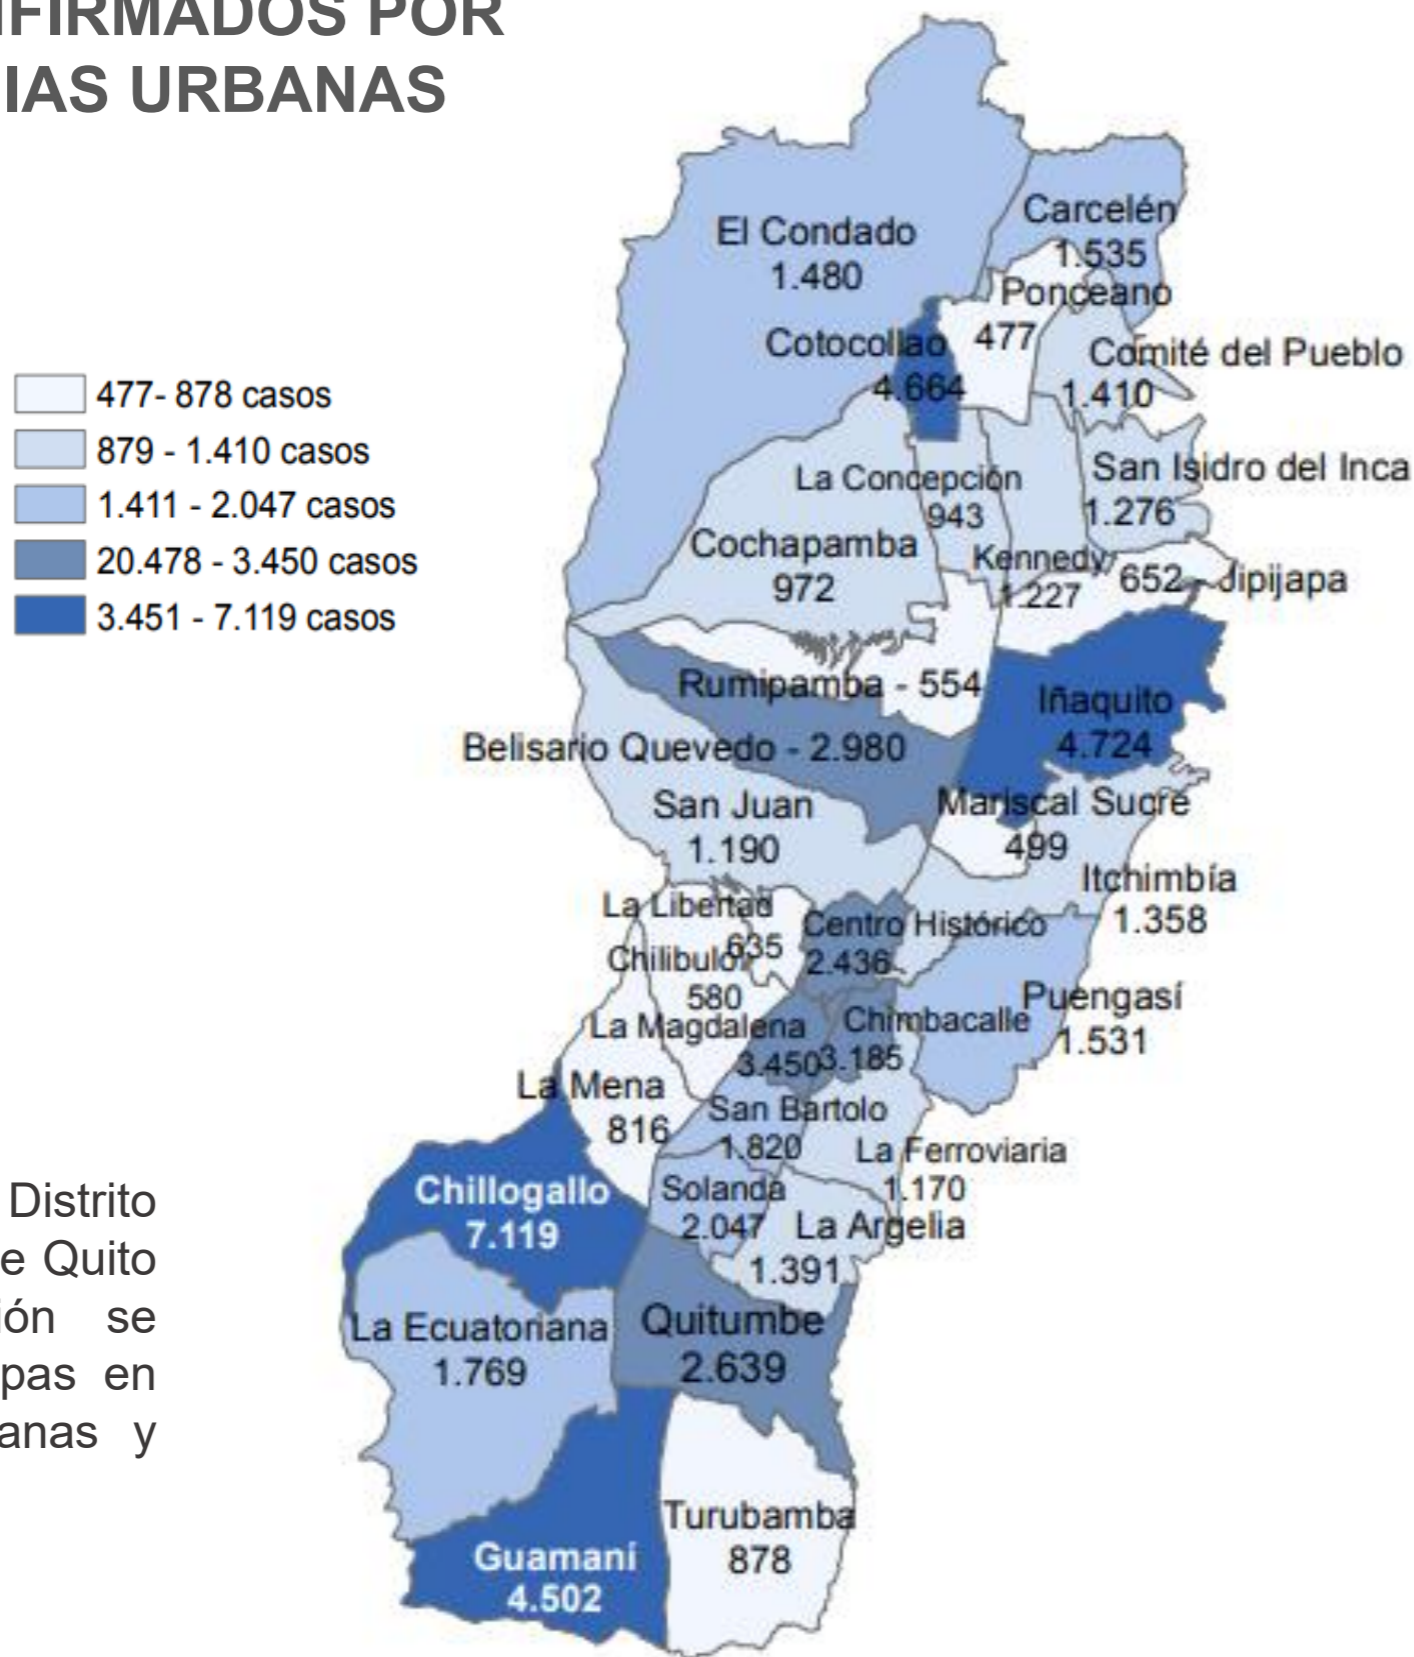 NFIRMADOS POR
IAS URBANAS
477- 878 casos
879 - 1.410 casos
1.411 - 2.047 casos
20.478 - 3.450 casos
3.451 - 7.119 casos
El Condado
1.480
Carcelén
1.535
Ponceano
477
Cotocollao
4.664
Comité del Pueblo
1.410
La Concepción
943
San Isidro del Inca
1.276
Cochapamba
972
Kennedy
1.227
652 - Jipijapa
Rumipamba - 554
Iñaquito
4.724
Belisario Quevedo - 2.980
San Juan
1.190
Mariscal Sucre
499
Itchimbía
1.358
La Libertad
635
Centro Histórico
2.436
Chilibulo
580
Puengasí
1.531
La Magdalena
3.450
Chimbacalle
3.185
La Mena
816
San Bartolo
1.820
La Ferroviaria
1.170
Chillogallo
7.119
Solanda
2.047
La Argelia
1.391
La Ecuatoriana
1.769
Quitumbe
2.639
Turubamba
878
Guamaní
4.502
Distrito
e Quito
ión se
pas en
anas y